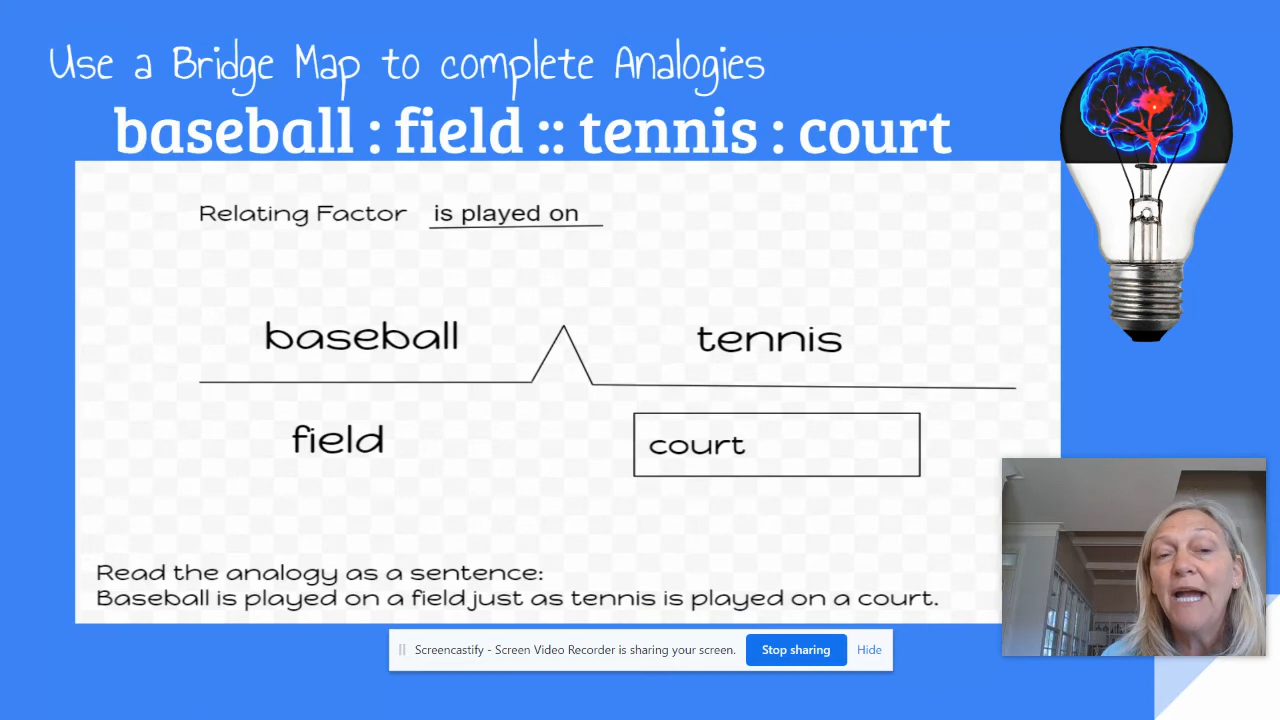 Use a Bridge Map to complete Analogies
baseball : field :: tennis : court
Relating Factor is played on
baseball tennis
field court
Read the analogy as a sentence:
Baseball is played on a field just as tennis is played on a court.
Screencastify - Screen Video Recorder is sharing your screen. Stop sharing Hide